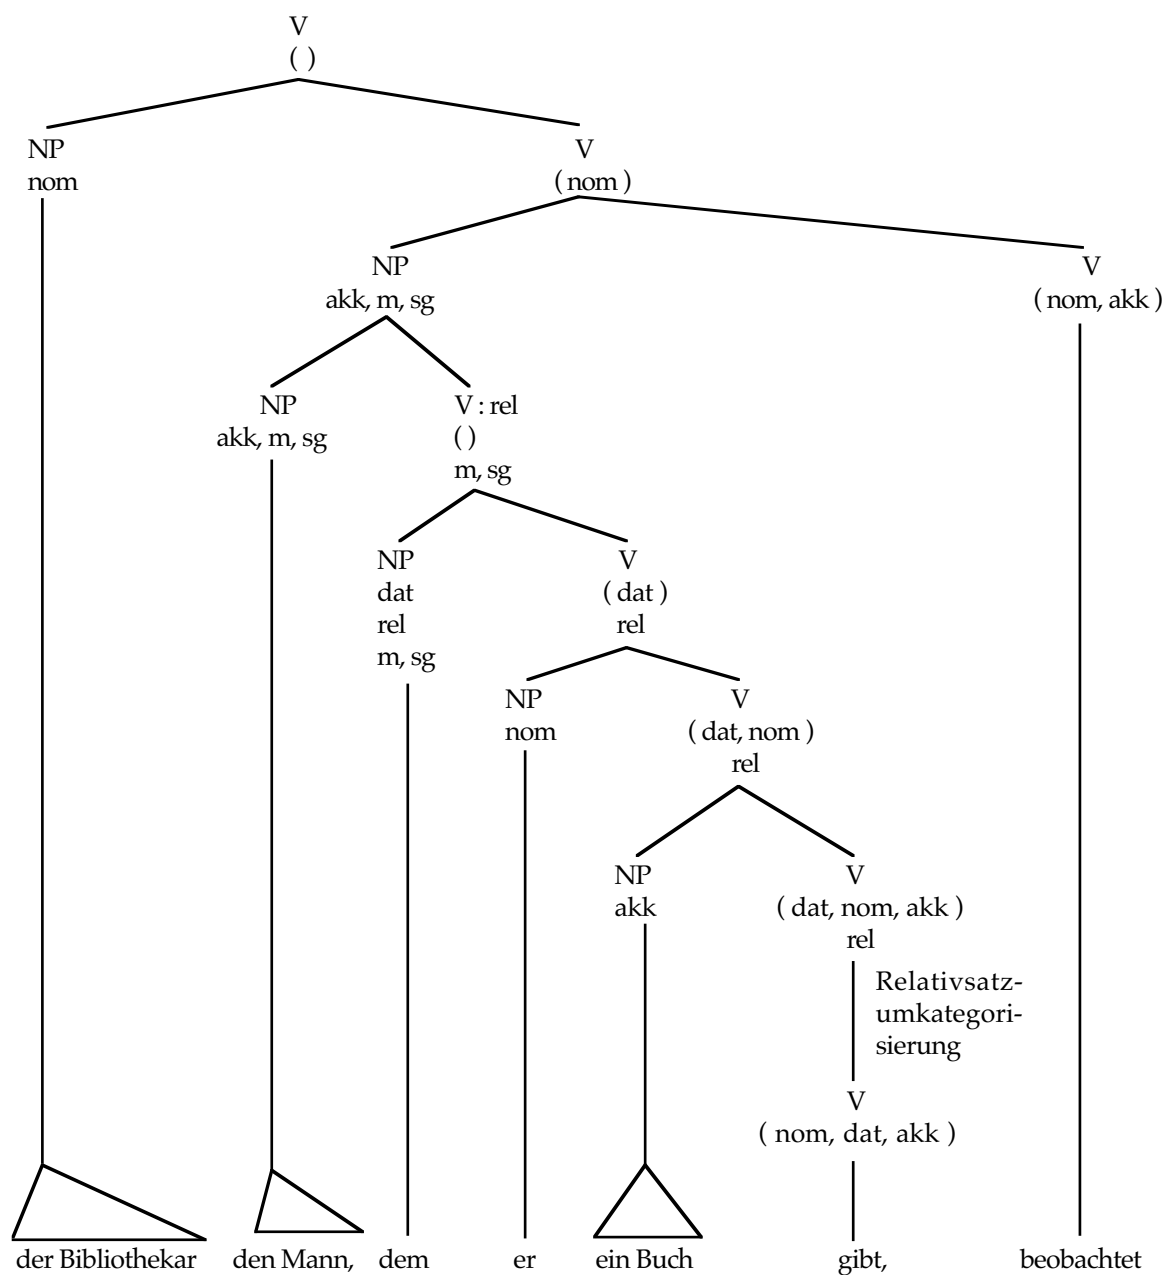 V
( )
NP
nom
V
( nom )
NP
akk, m, sg
V
( nom, akk )
NP
akk, m, sg
V : rel
( )
m, sg
NP
dat
rel
m, sg
V
( dat )
rel
NP
nom
V
( dat, nom )
rel
NP
akk
V
( dat, nom, akk )
rel
Relativsatz-
umkategori-
sierung
V
( nom, dat, akk )
der Bibliothekar den Mann, dem er ein Buch gibt, beobachtet